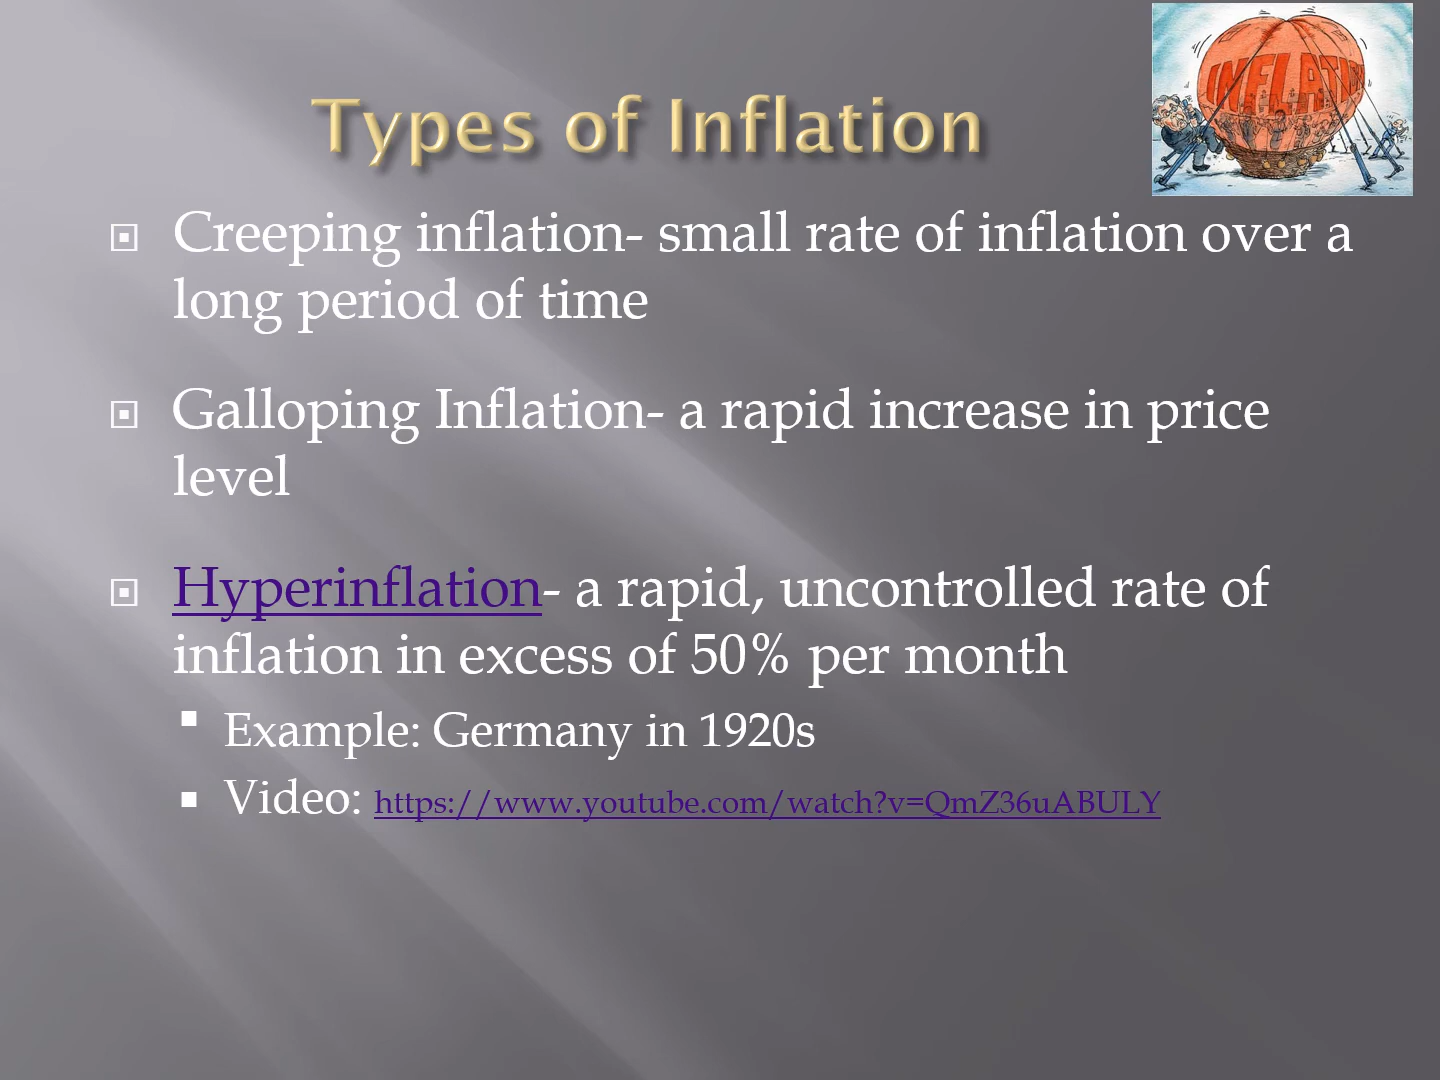 INFLATION
Types of Inflation
Creeping inflation- small rate of inflation over a
long period of time
Galloping Inflation- a rapid increase in price
level
Hyperinflation- a rapid, uncontrolled rate of
inflation in excess of 50% per month
Example: Germany in 1920s
Video: https://www.youtube.com/watch?v=QmZ36uABULY